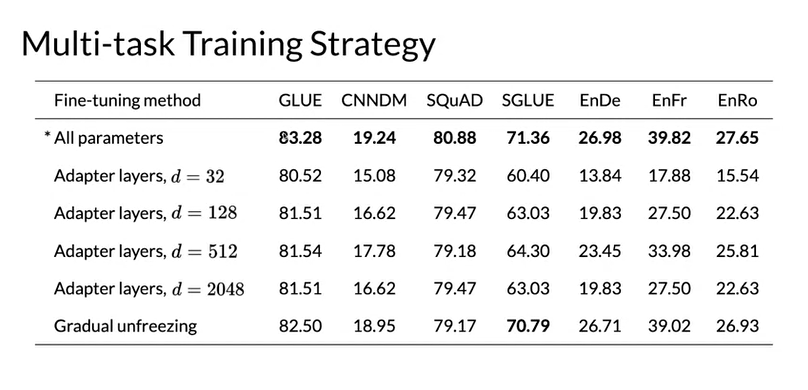 Multi-task Training Strategy
Fine-tuning method GLUE CNNDM SQuAD SGLUE EnDe EnFr EnRo
* All parameters 83.28 19.24 80.88 71.36 26.98 39.82 27.65
Adapter layers, d = 32 80.52 15.08 79.32 60.40 13.84 17.88 15.54
Adapter layers, d = 128 81.51 16.62 79.47 63.03 19.83 27.50 22.63
Adapter layers, d = 512 81.54 17.78 79.18 64.30 23.45 33.98 25.81
Adapter layers, d = 2048 81.51 16.62 79.47 63.03 19.83 27.50 22.63
Gradual unfreezing 82.50 18.95 79.17 70.79 26.71 39.02 26.93